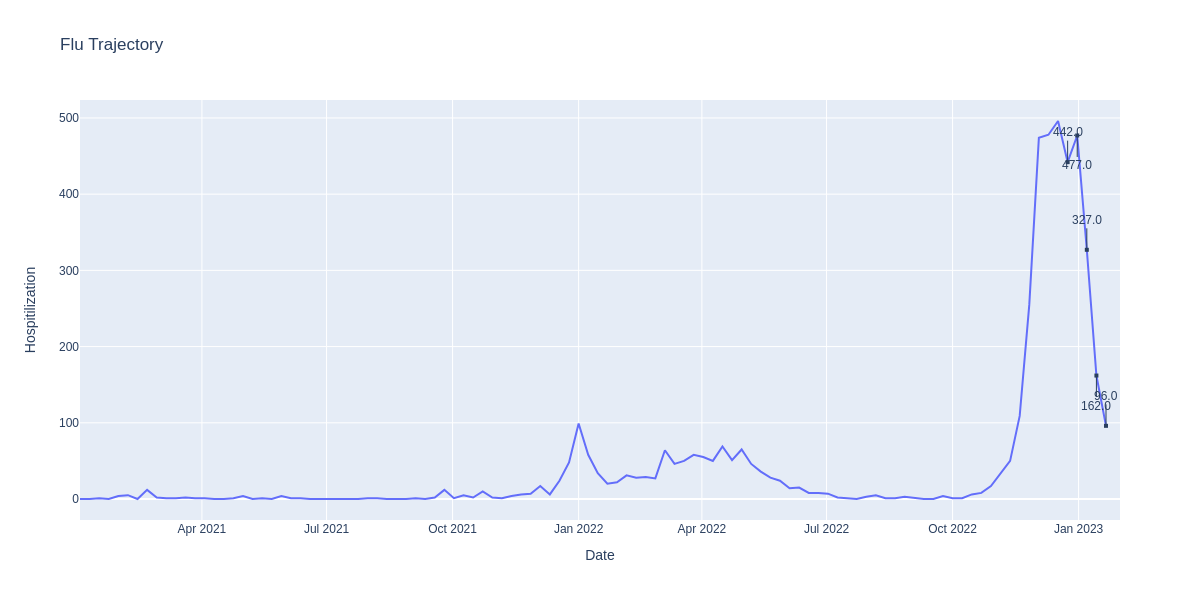 Flu Trajectory
Hospitilization
500
400
300
200
100
0
442.0
477.0
327.0
96.0
162.0
Apr 2021
Jul 2021
Oct 2021
Jan 2022
Apr 2022
Jul 2022
Oct 2022
Jan 2023
Date